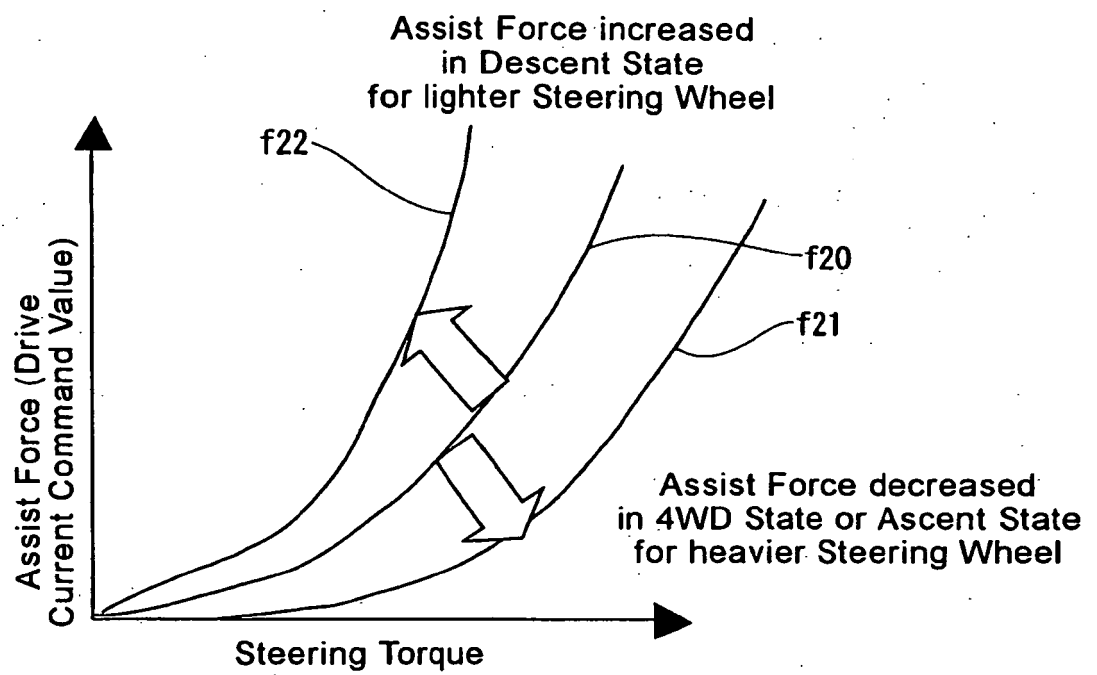 Assist Force increased
in Descent State
for lighter Steering Wheel
f22
f20
f21
Assist Force (Drive
Current Command Value)
Assist Force decreased
in 4WD State or Ascent State
for heavier Steering Wheel
Steering Torque